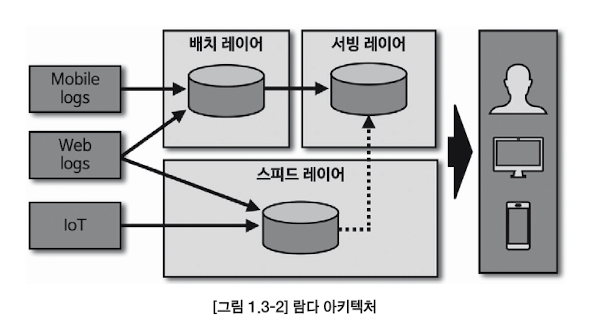 배치 레이어
서빙 레이어
Mobile
logs
Web
logs
스피드 레이어
IoT
[그림 1.3-2] 람다 아키텍처